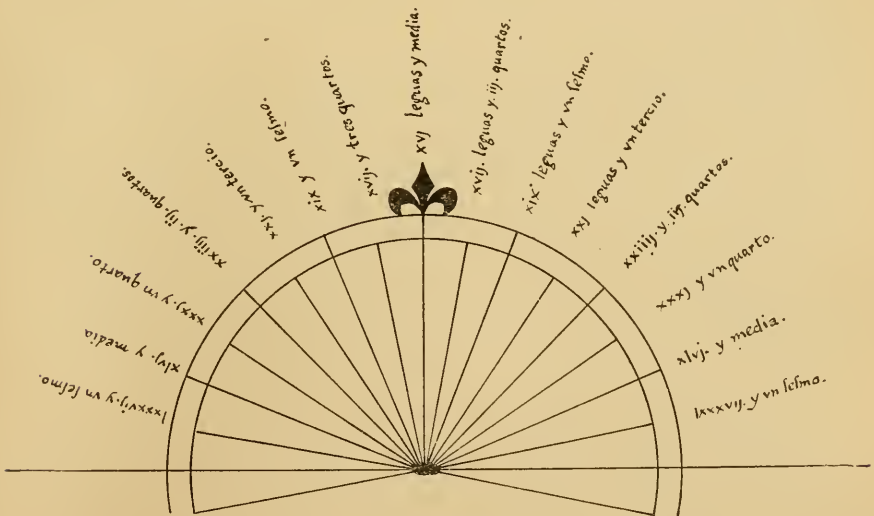 lxxxvij. y vn seſmo.
xlvj. y media
xxxj. y vn quarto.
xxiiij. y. iij. quartos.
xxj. y vn tercio.
xix y vn seſmo.
xvij. y tres quartos.
xvj leguas y media.
xvij. leguas y. iij. quartos.
xix leguas y vn seſmo.
xxj leguas y vn tercio.
xxiiij. y. iij. quartos.
xxxj y vn quarto.
xlvj. y media.
lxxxvij. y vn seſmo.